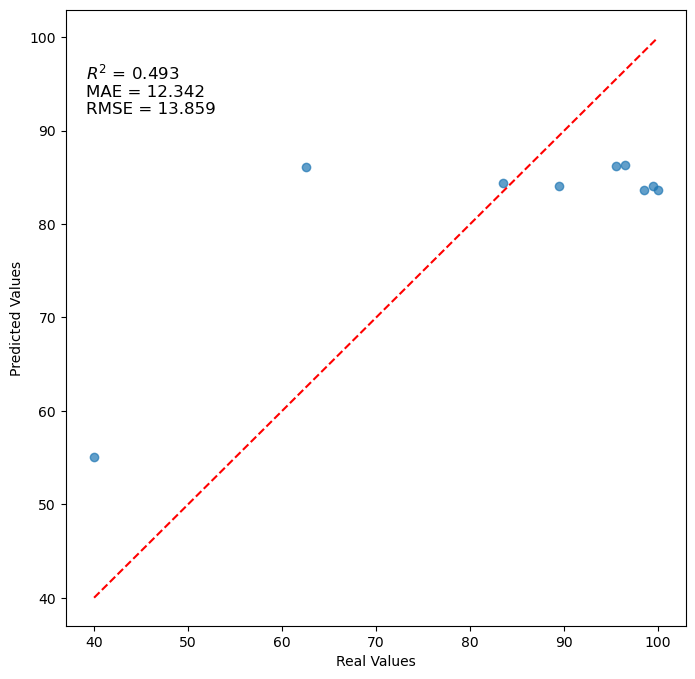 R² = 0.493
MAE = 12.342
RMSE = 13.859
100
90
80
70
60
50
40
Predicted Values
40 50 60 70 80 90 100
Real Values